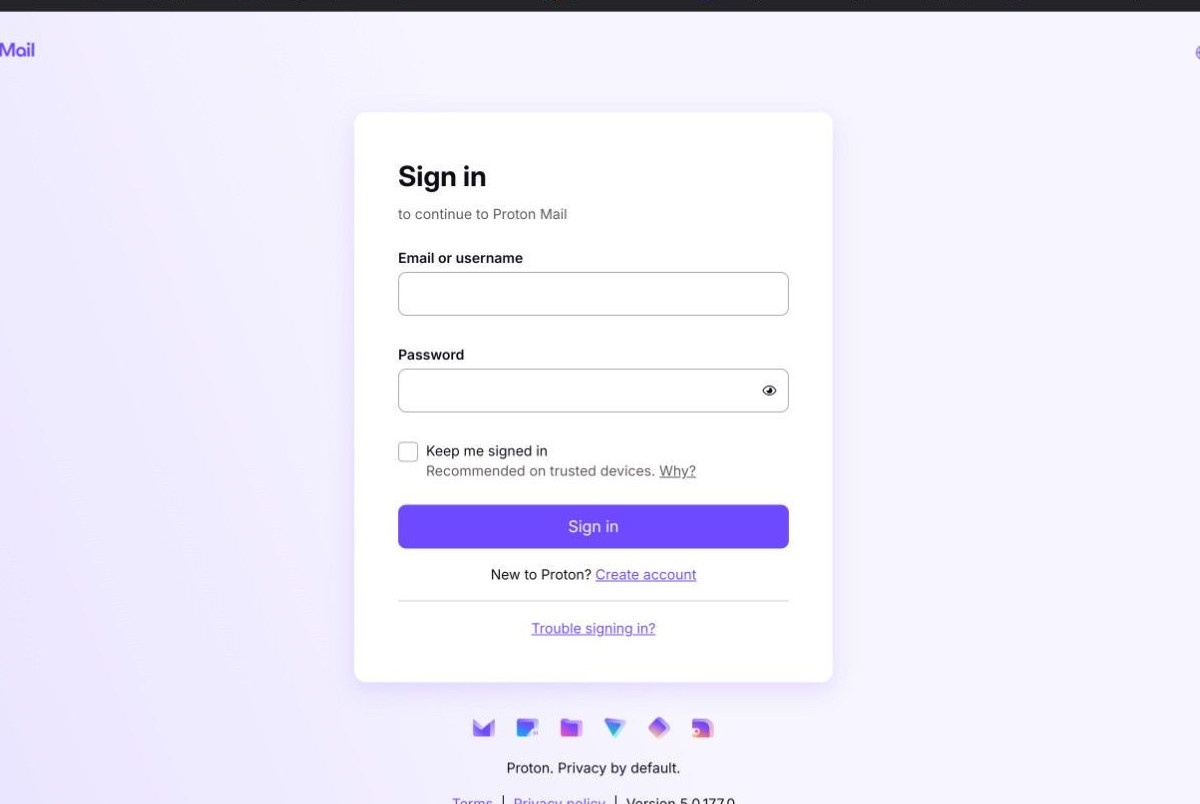 Mail
Sign in
to continue to Proton Mail
Email or username
Password
Keep me signed in
Recommended on trusted devices. Why?
Sign in
New to Proton? Create account
Trouble signing in?
Proton. Privacy by default.
Terms | Privacy policy | Version 5.0.177.0